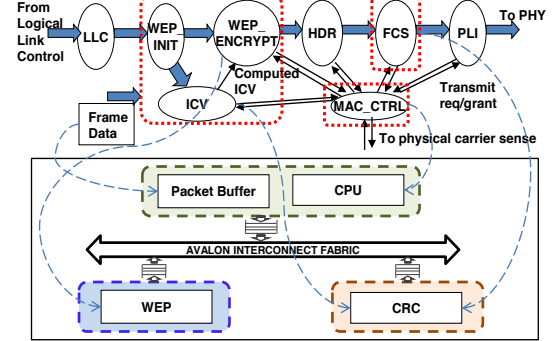 From
Logical
Link
Control
LLC
WEP_
INIT
WEP_
ENCRYPT
HDR
FCS
PLI
To PHY
Computed
ICV
ICV
MAC_CTRL
Transmit
req/grant
Frame
Data
To physical carrier sense
Packet Buffer
CPU
AVALON INTERCONNECT FABRIC
WEP
CRC